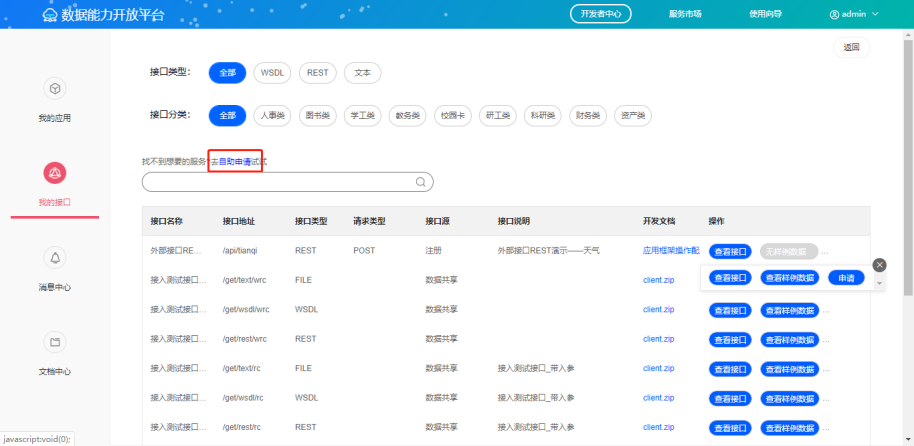 数据能力开放平台 开发者中心 服务市场 使用向导 admin
返回
接口类型： 全部 WSDL REST 文本
我的应用
接口分类： 全部 人事类 图书类 学工类 教务类 校园卡 研工类 科研类 财务类 资产类
找不到想要的服务?去自助申请试试
我的接口
接口名称 接口地址 接口类型 请求类型 接口源 接口说明 开发文档 操作
外部接口RE... /api/tianqi REST POST 注册 外部接口REST演示——天气 应用框架操作配 查看接口 无样例数据 ...
接入测试接口... /get/text/wrc FILE 数据共享 client.zip 查看接口 查看样例数据 申请
消息中心
接入测试接口... /get/wsdl/wrc WSDL 数据共享 client.zip 查看接口 查看样例数据 ...
接入测试接口... /get/rest/wrc REST 数据共享 client.zip 查看接口 查看样例数据 ...
接入测试接口... /get/text/rc FILE 数据共享 接入测试接口_带入参 client.zip 查看接口 查看样例数据 ...
文档中心
接入测试接口... /get/wsdl/rc WSDL 数据共享 接入测试接口_带入参 client.zip 查看接口 查看样例数据 ...
接入测试接口... /get/rest/rc REST 数据共享 接入测试接口_带入参 client.zip 查看接口 查看样例数据 ...
javascript:void(0);